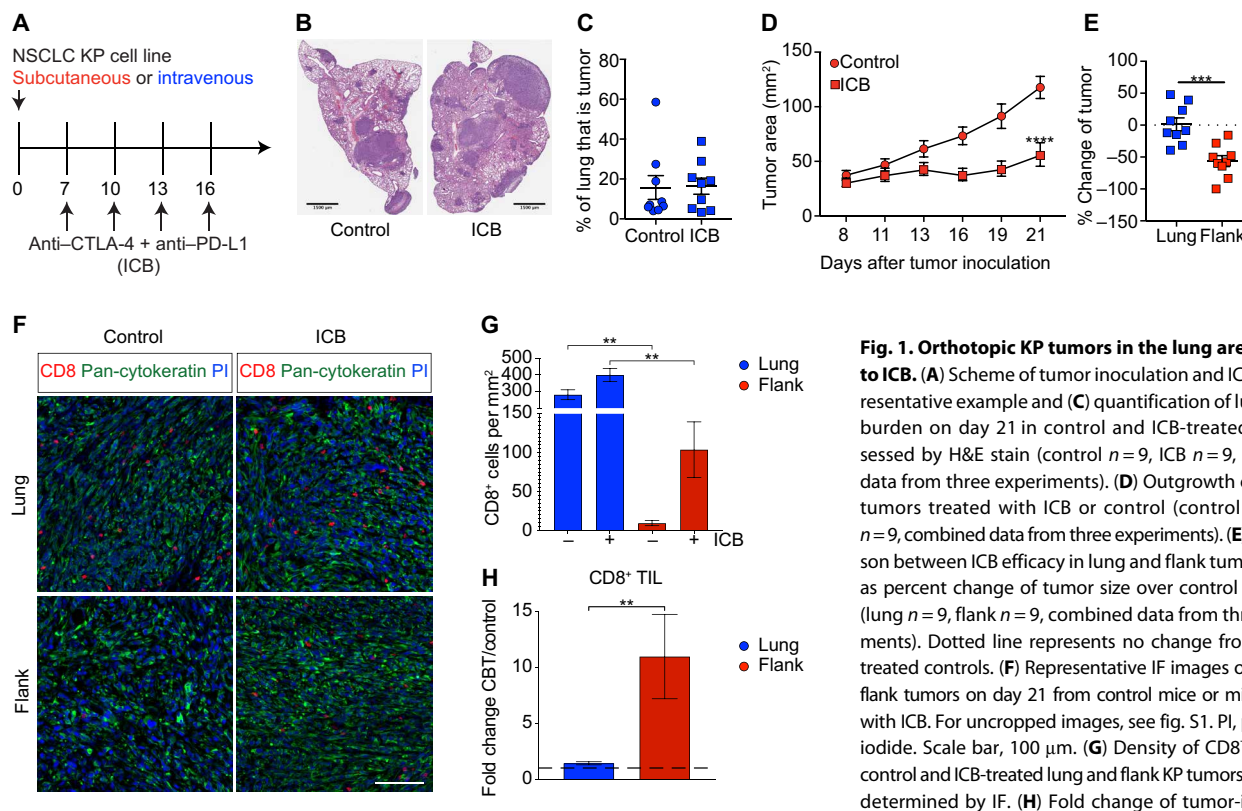 A
NSCLC KP cell line
Subcutaneous or intravenous
0 7 10 13 16
Anti–CTLA-4 + anti–PD-L1
(ICB)
B
1500 μm
1500 μm
Control ICB
C
% of lung that is tumor
80
60
40
20
0
Control ICB
D
Tumor area (mm²)
150
100
50
0
Control
ICB
****
8 11 13 16 19 21
Days after tumor inoculation
E
% Change of tumor
100
50
0
−50
−100
−150
***
Lung Flank
F
Control ICB
CD8 Pan-cytokeratin PI CD8 Pan-cytokeratin PI
Lung
Flank
G
CD8⁺ cells per mm²
500
400
300
150
100
50
0
**
**
Lung
Flank
– + – + ICB
H
CD8⁺ TIL
Fold change CBT/control
15
10
5
0
**
Lung
Flank
Fig. 1. Orthotopic KP tumors in the lung are
to ICB. (A) Scheme of tumor inoculation and IC
resentative example and (C) quantification of lu
burden on day 21 in control and ICB-treated
sessed by H&E stain (control n = 9, ICB n = 9,
data from three experiments). (D) Outgrowth o
tumors treated with ICB or control (control
n = 9, combined data from three experiments). (E
son between ICB efficacy in lung and flank tum
as percent change of tumor size over control
(lung n = 9, flank n = 9, combined data from thr
ments). Dotted line represents no change fro
treated controls. (F) Representative IF images o
flank tumors on day 21 from control mice or mi
with ICB. For uncropped images, see fig. S1. PI, p
iodide. Scale bar, 100 μm. (G) Density of CD8
control and ICB-treated lung and flank KP tumors
determined by IF. (H) Fold change of tumor-i